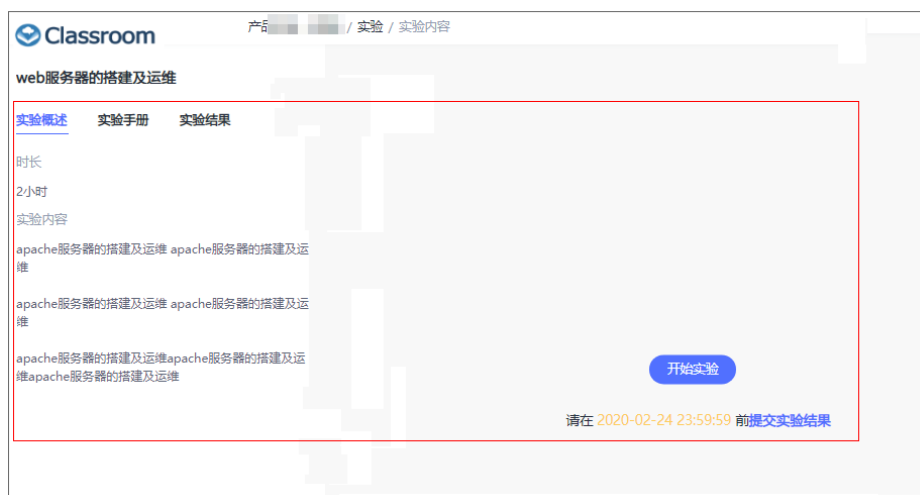 Classroom
产 / 实验 / 实验内容
web服务器的搭建及运维
实验概述 实验手册 实验结果
时长
2小时
实验内容
apache服务器的搭建及运维 apache服务器的搭建及运
维
apache服务器的搭建及运维 apache服务器的搭建及运
维
apache服务器的搭建及运维apache服务器的搭建及运
维apache服务器的搭建及运维
开始实验
请在 2020-02-24 23:59:59 前提交实验结果